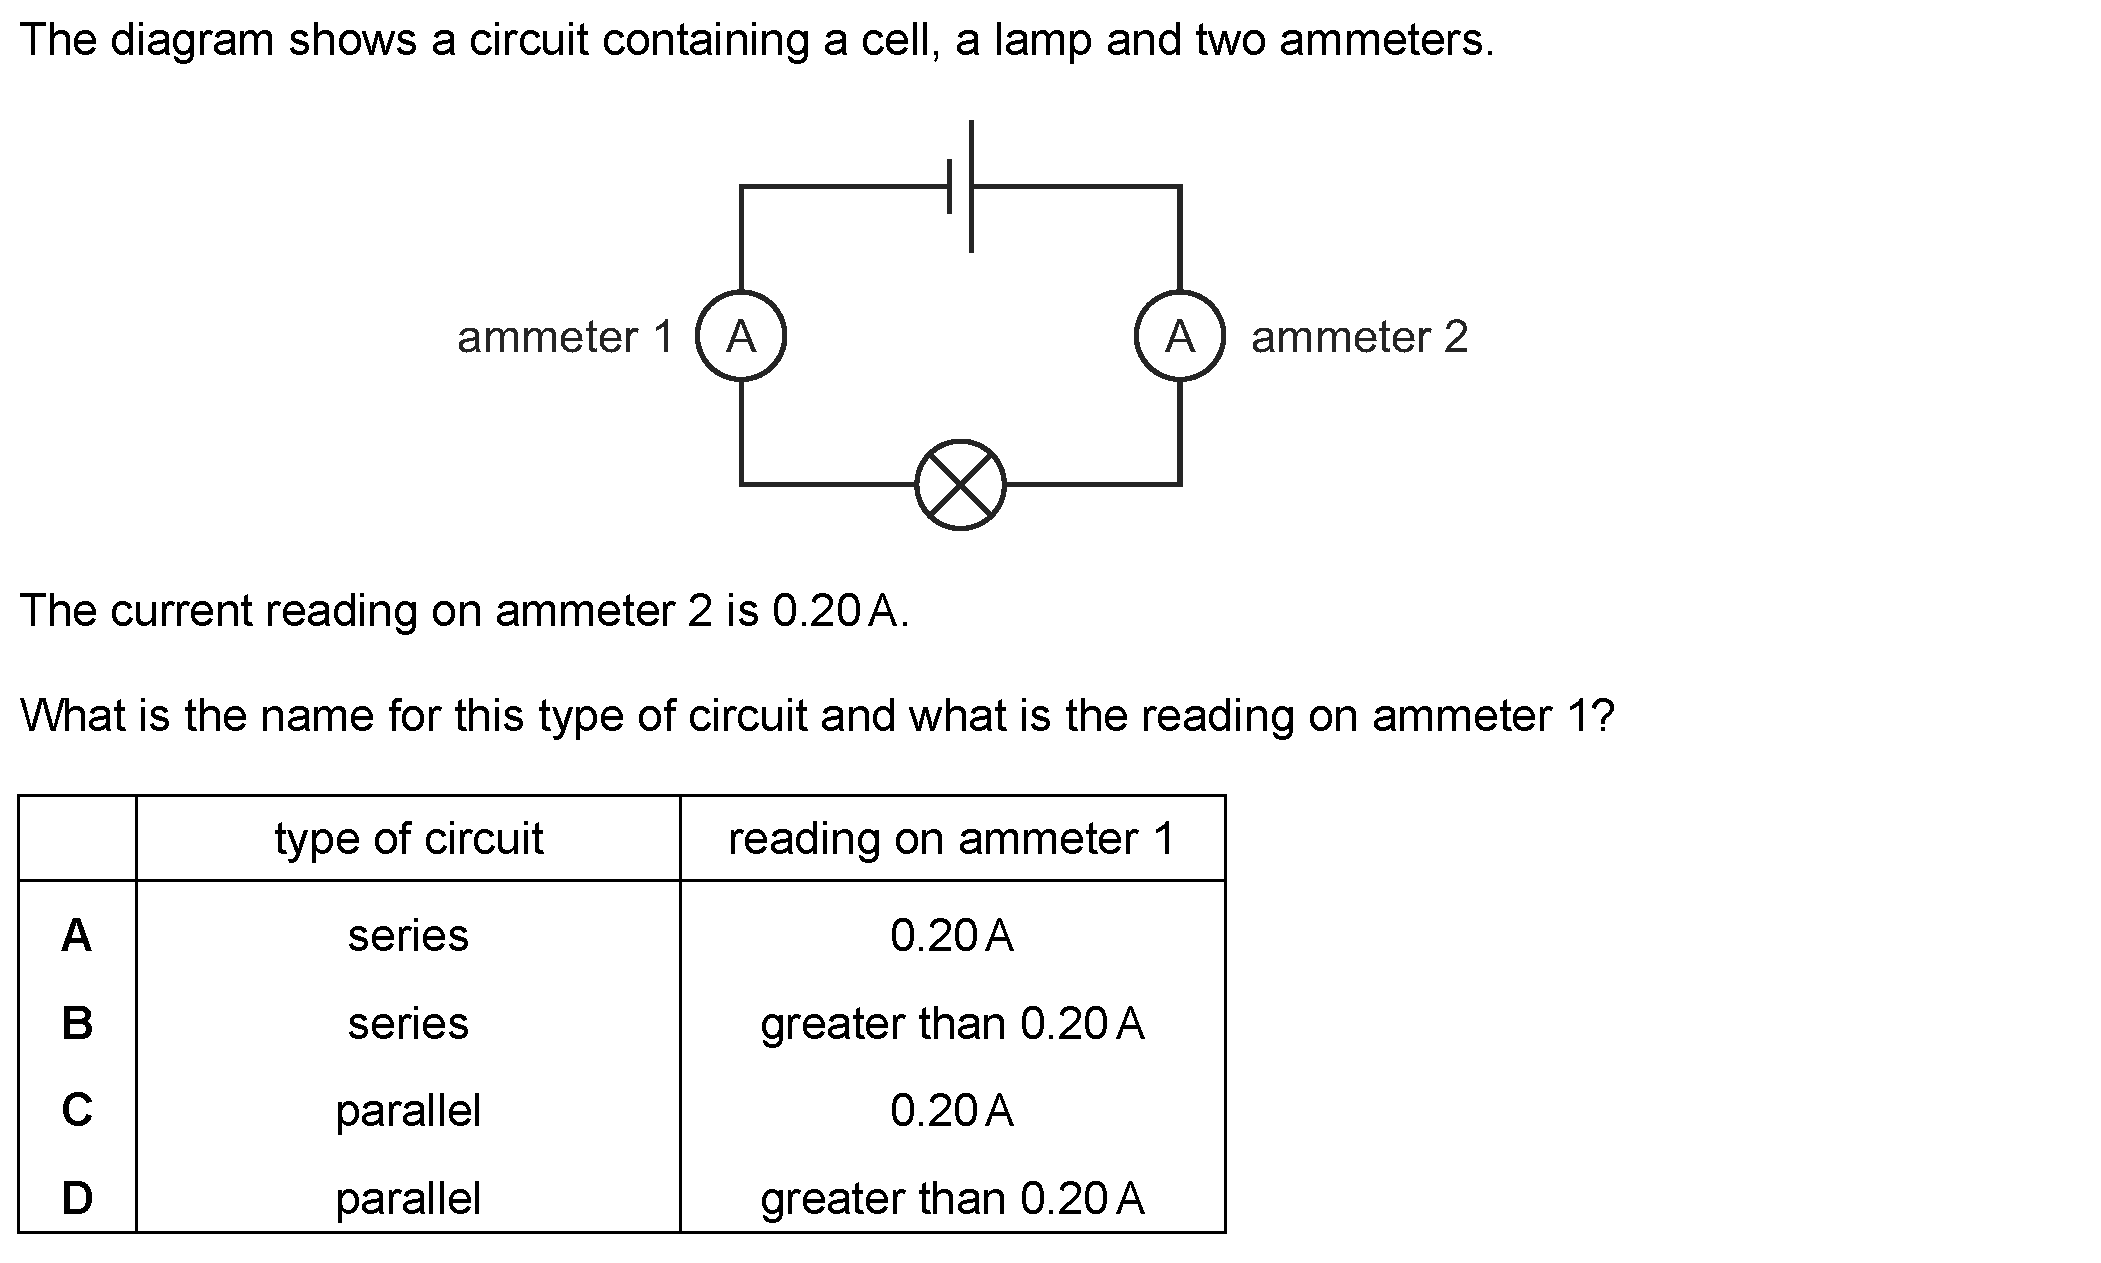 The diagram shows a circuit containing a cell, a lamp and two ammeters.
ammeter 1 A A ammeter 2
The current reading on ammeter 2 is 0.20 A.
What is the name for this type of circuit and what is the reading on ammeter 1?
type of circuit reading on ammeter 1
A series 0.20 A
B series greater than 0.20 A
C parallel 0.20 A
D parallel greater than 0.20 A